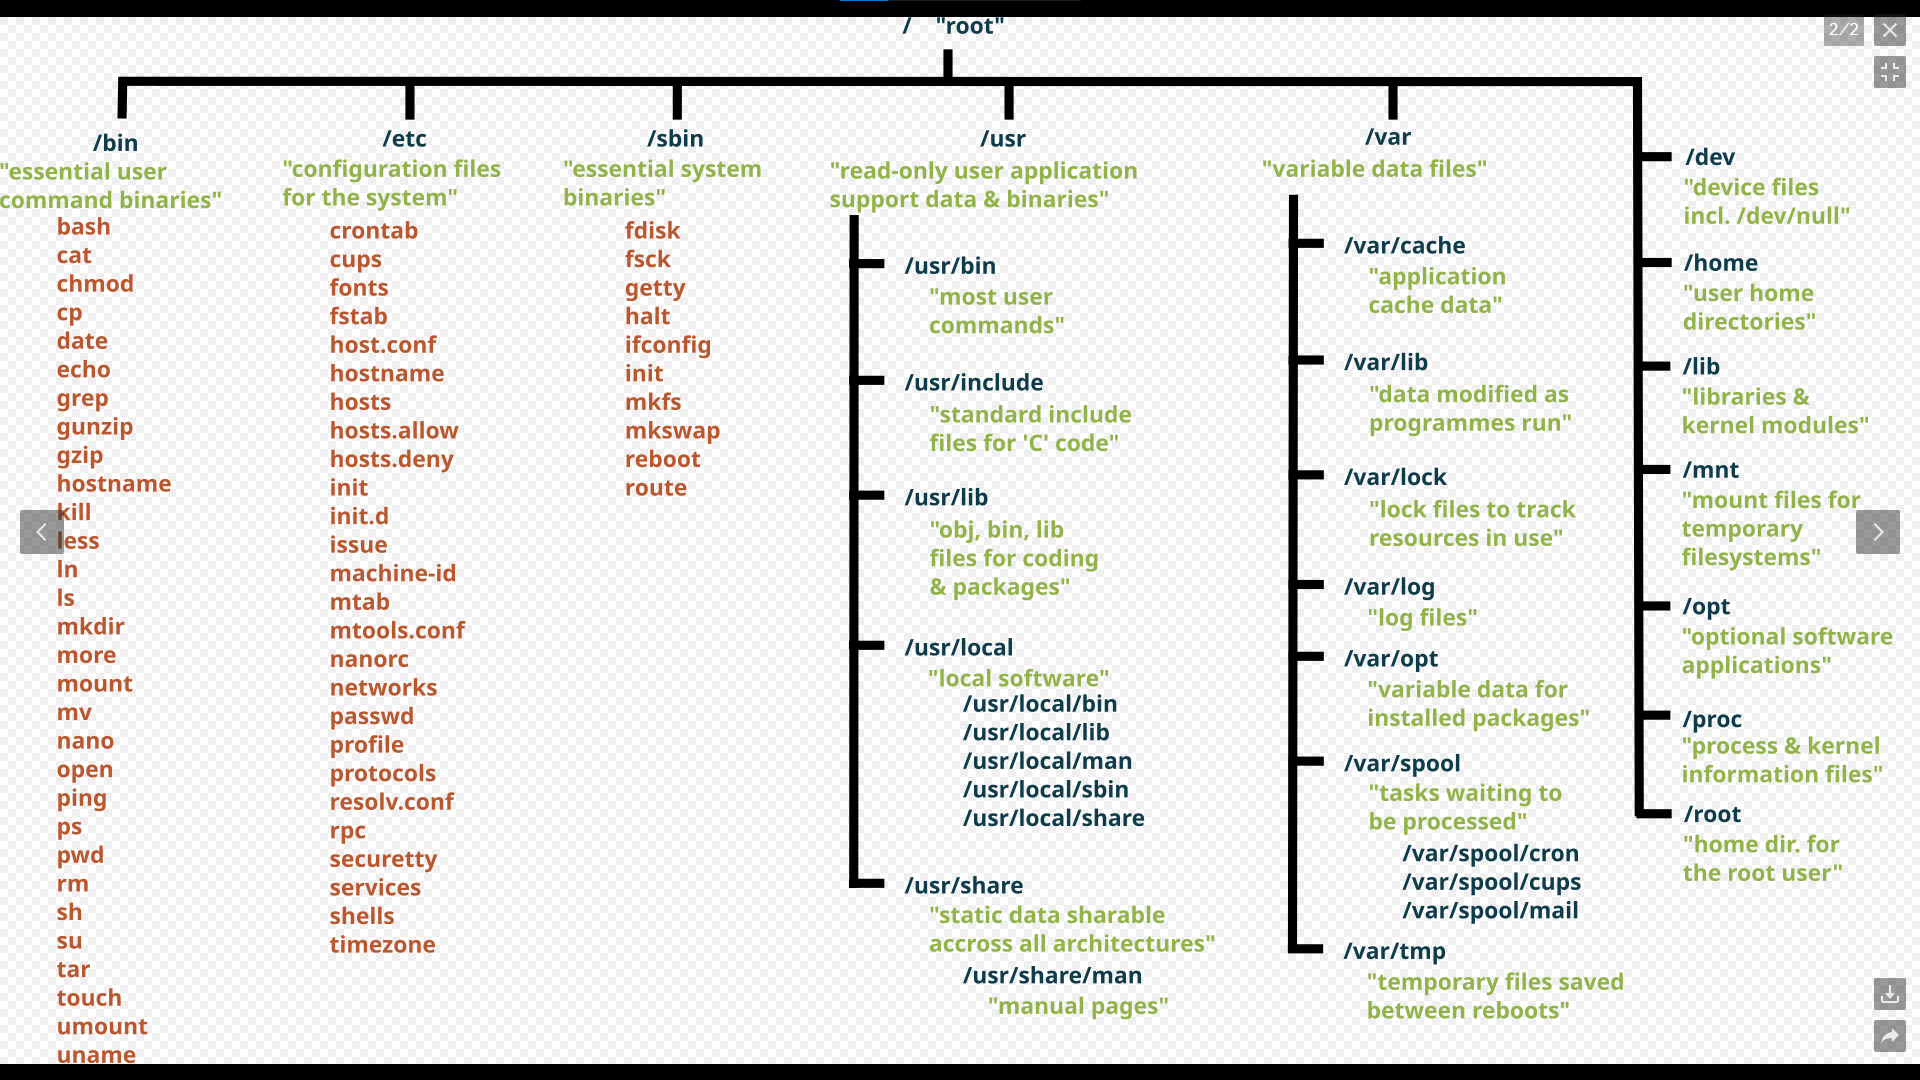 / "root"
2/2
/bin
"essential user
command binaries"
bash
cat
chmod
cp
date
echo
grep
gunzip
gzip
hostname
kill
less
ln
ls
mkdir
more
mount
mv
nano
open
ping
ps
pwd
rm
sh
su
tar
touch
umount
uname
/etc
"configuration files
for the system"
crontab
cups
fonts
fstab
host.conf
hostname
hosts
hosts.allow
hosts.deny
init
init.d
issue
machine-id
mtab
mtools.conf
nanorc
networks
passwd
profile
protocols
resolv.conf
rpc
securetty
services
shells
timezone
/sbin
"essential system
binaries"
fdisk
fsck
getty
halt
ifconfig
init
mkfs
mkswap
reboot
route
/usr
"read-only user application
support data & binaries"
/usr/bin
"most user
commands"
/usr/include
"standard include
files for 'C' code"
/usr/lib
"obj, bin, lib
files for coding
& packages"
/usr/local
"local software"
/usr/local/bin
/usr/local/lib
/usr/local/man
/usr/local/sbin
/usr/local/share
/usr/share
"static data sharable
accross all architectures"
/usr/share/man
"manual pages"
/var
"variable data files"
/var/cache
"application
cache data"
/var/lib
"data modified as
programmes run"
/var/lock
"lock files to track
resources in use"
/var/log
"log files"
/var/opt
"variable data for
installed packages"
/var/spool
"tasks waiting to
be processed"
/var/spool/cron
/var/spool/cups
/var/spool/mail
/var/tmp
"temporary files saved
between reboots"
/dev
"device files
incl. /dev/null"
/home
"user home
directories"
/lib
"libraries &
kernel modules"
/mnt
"mount files for
temporary
filesystems"
/opt
"optional software
applications"
/proc
"process & kernel
information files"
/root
"home dir. for
the root user"